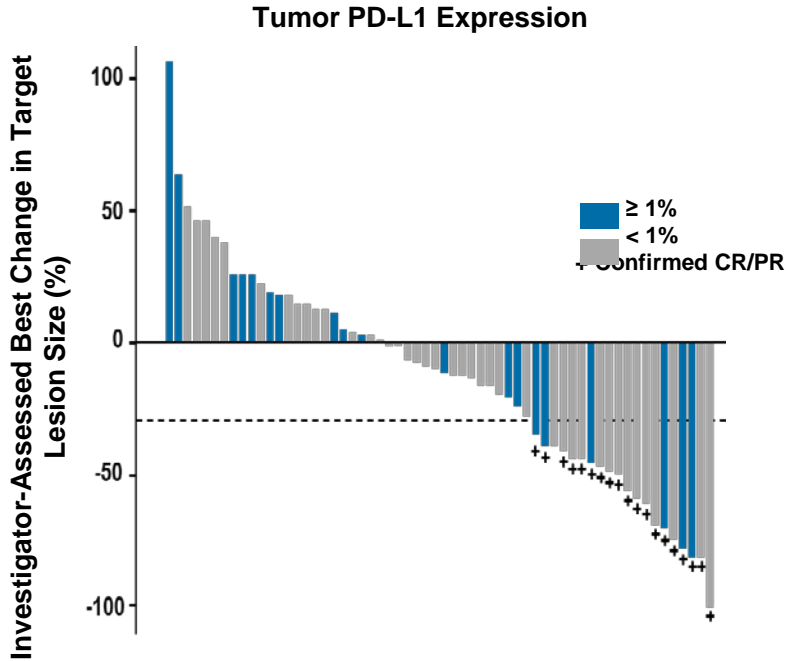 Tumor PD-L1 Expression
Investigator-Assessed Best Change in Target
Lesion Size (%)
100
50
0
-50
-100
≥ 1%
< 1%
+ Confirmed CR/PR